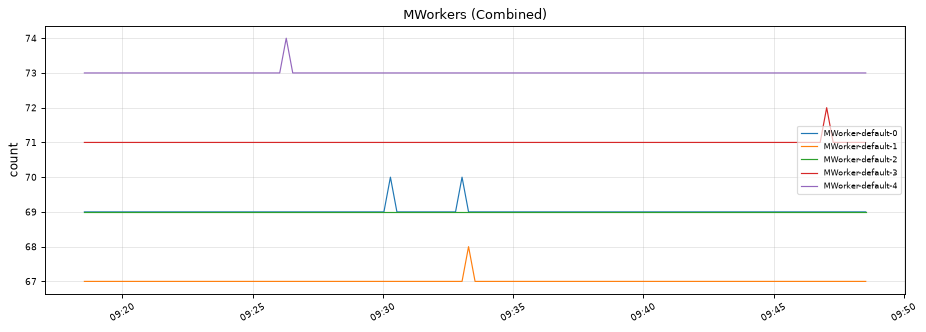 MWorkers (Combined)
74
73
72
71
70
69
68
67
count
MWorker-default-0
MWorker-default-1
MWorker-default-2
MWorker-default-3
MWorker-default-4
09:20
09:25
09:30
09:35
09:40
09:45
09:50